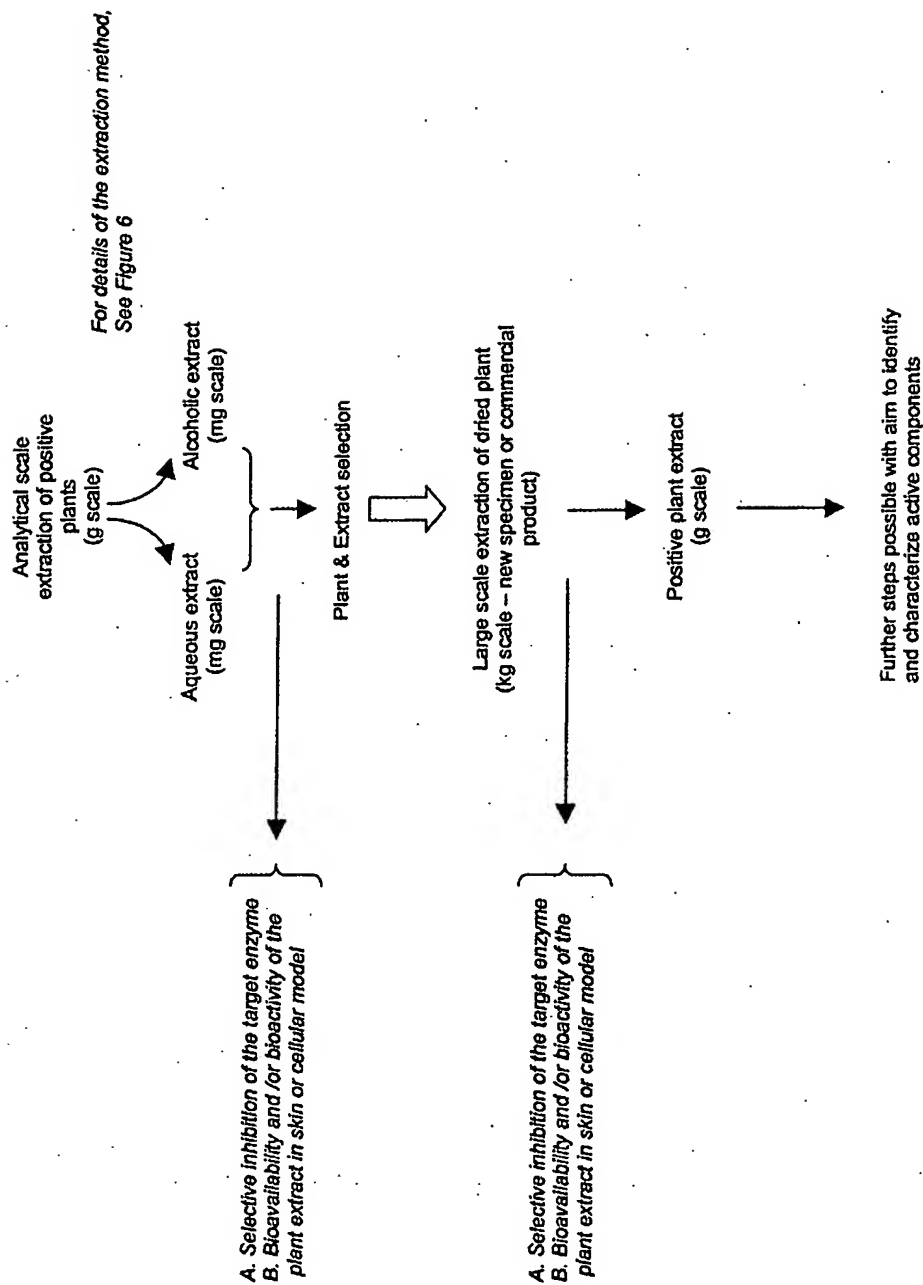 Analytical scale
extraction of positive
plants
(g scale)
For details of the extraction method,
See Figure 6
Aqueous extract
(mg scale)
Alcoholic extract
(mg scale)
A. Selective inhibition of the target enzyme
B. Bioavailability and /or bioactivity of the
plant extract in skin or cellular model
Plant & Extract selection
Large scale extraction of dried plant
(kg scale – new specimen or commercial
product)
A. Selective inhibition of the target enzyme
B. Bioavailability and /or bioactivity of the
plant extract in skin or cellular model
Positive plant extract
(g scale)
Further steps possible with aim to identify
and characterize active components